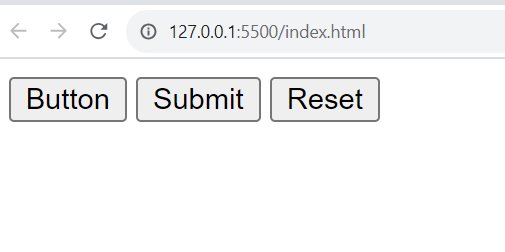 127.0.0.1:5500/index.html
Button Submit Reset